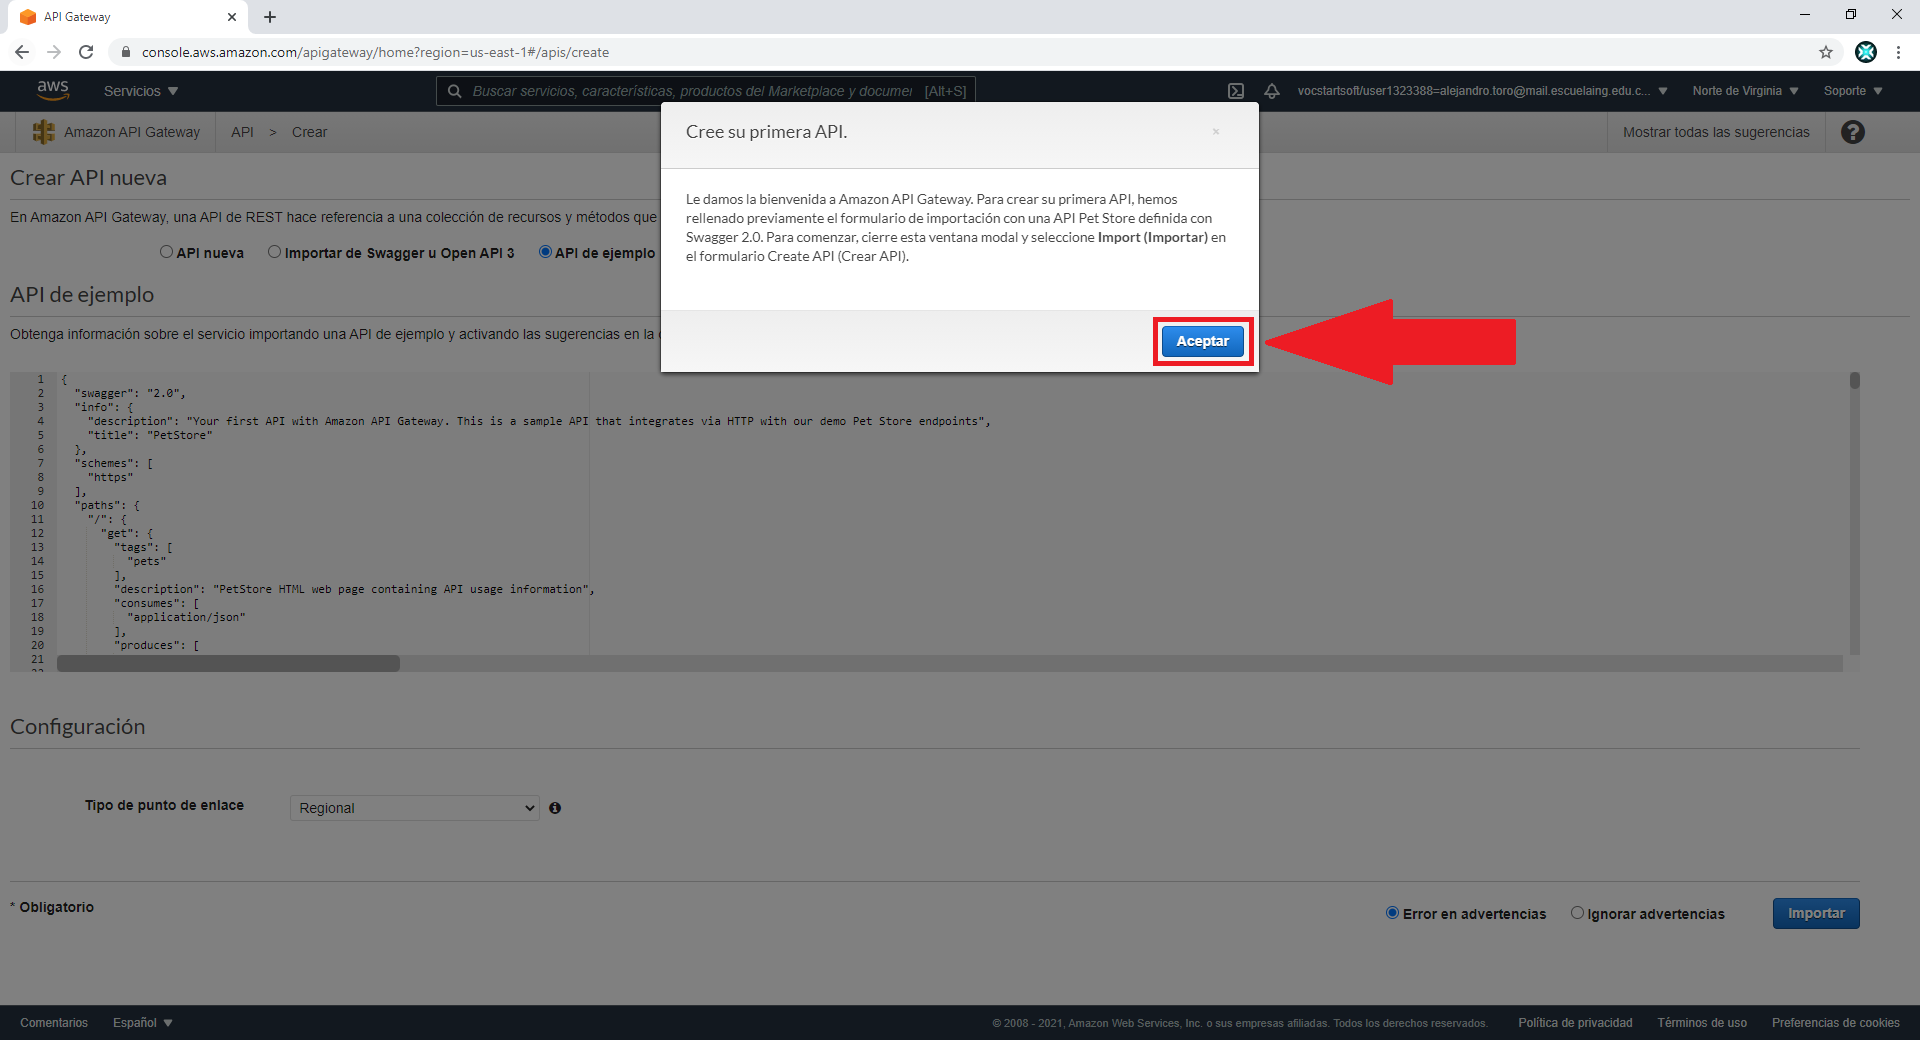 API Gateway
console.aws.amazon.com/apigateway/home?region=us-east-1#/apis/create
aws
Servicios
Buscar servicios, características, productos del Marketplace y documei [Alt+S]
vocstartsoft/user1323388=alejandro.toro@mail.escuelaing.edu.c...
Norte de Virginia
Soporte
Amazon API Gateway
API > Crear
Mostrar todas las sugerencias
Cree su primera API.
Le damos la bienvenida a Amazon API Gateway. Para crear su primera API, hemos
rellenado previamente el formulario de importación con una API Pet Store definida con
Swagger 2.0. Para comenzar, cierre esta ventana modal y seleccione Import (Importar) en
el formulario Create API (Crear API).
Aceptar
Crear API nueva
En Amazon API Gateway, una API de REST hace referencia a una colección de recursos y métodos que
API nueva
Importar de Swagger u Open API 3
API de ejemplo
API de ejemplo
Obtenga información sobre el servicio importando una API de ejemplo y activando las sugerencias en la
1 {
2 "swagger": "2.0",
3 "info": {
4 "description": "Your first API with Amazon API Gateway. This is a sample API that integrates via HTTP with our demo Pet Store endpoints",
5 "title": "PetStore"
6 },
7 "schemes": [
8 "https"
9 ],
10 "paths": {
11 "/": {
12 "get": {
13 "tags": [
14 "pets"
15 ],
16 "description": "PetStore HTML web page containing API usage information",
17 "consumes": [
18 "application/json"
19 ],
20 "produces": [
21
Configuración
Tipo de punto de enlace
Regional
* Obligatorio
Error en advertencias
Ignorar advertencias
Importar
Comentarios
Español
© 2008 - 2021, Amazon Web Services, Inc. o sus empresas afiliadas. Todos los derechos reservados.
Política de privacidad
Términos de uso
Preferencias de cookies